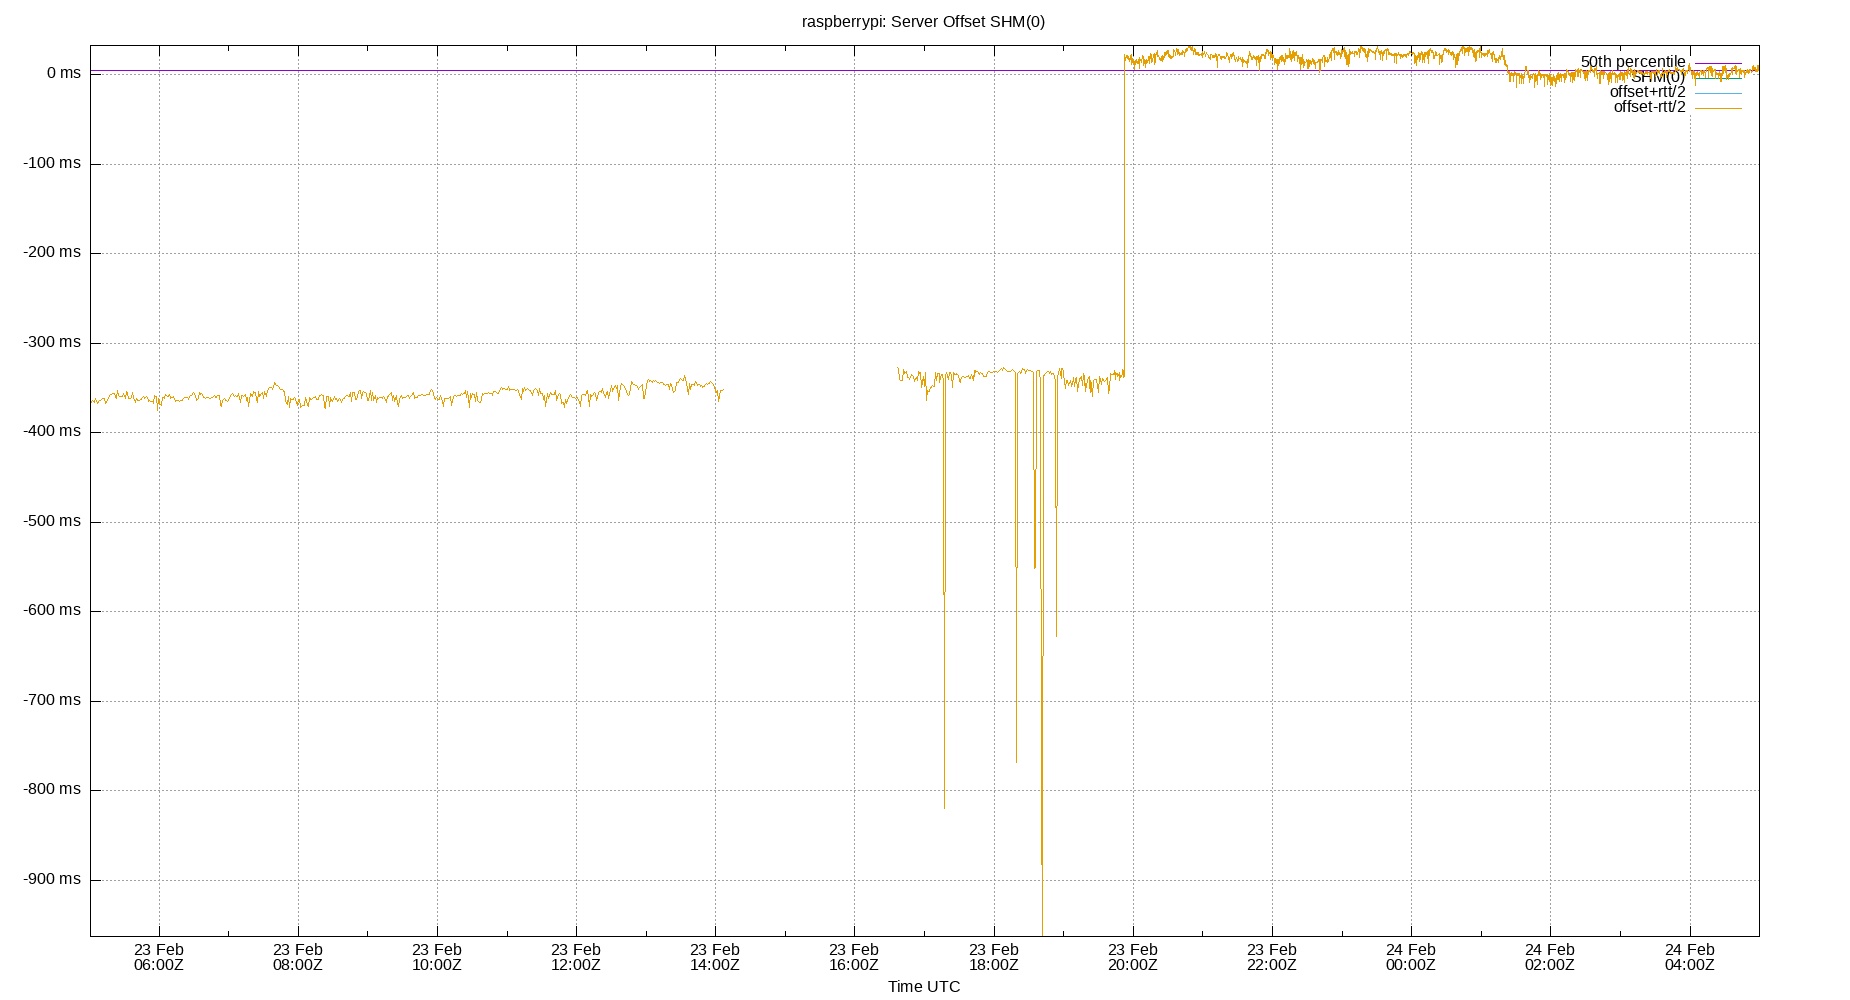 raspberrypi: Server Offset SHM(0)
0 ms
-100 ms
-200 ms
-300 ms
-400 ms
-500 ms
-600 ms
-700 ms
-800 ms
-900 ms
50th percentile
SHM(0)
offset+rtt/2
offset-rtt/2
23 Feb 23 Feb 23 Feb 23 Feb 23 Feb 23 Feb 23 Feb 23 Feb 23 Feb 24 Feb 24 Feb 24 Feb
06:00Z 08:00Z 10:00Z 12:00Z 14:00Z 16:00Z 18:00Z 20:00Z 22:00Z 00:00Z 02:00Z 04:00Z
Time UTC